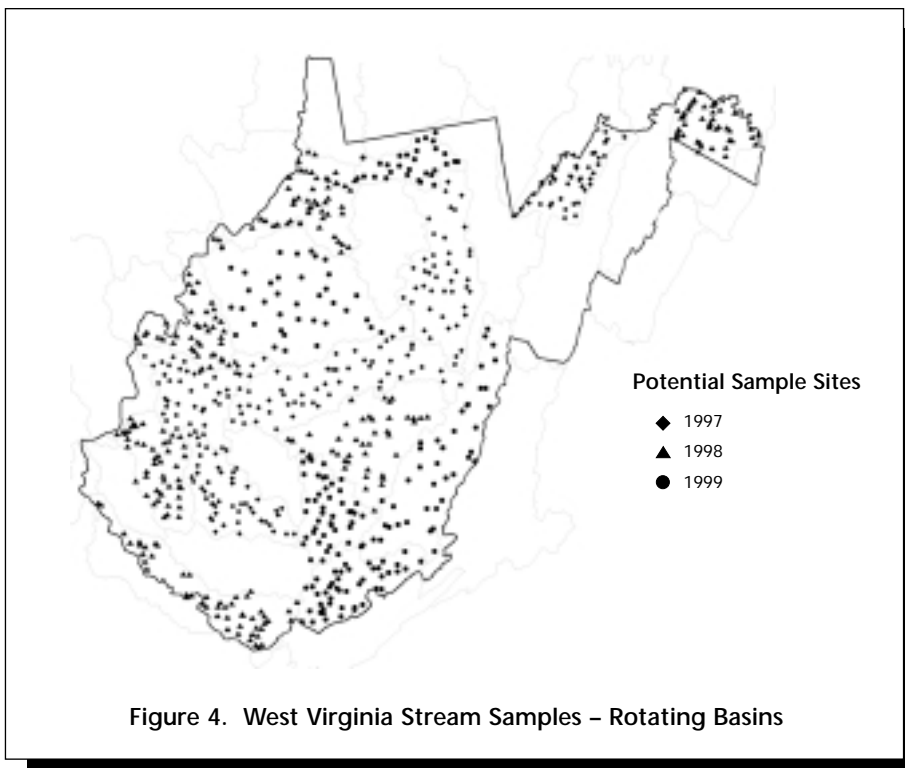 Potential Sample Sites
1997
1998
1999
Figure 4. West Virginia Stream Samples – Rotating Basins